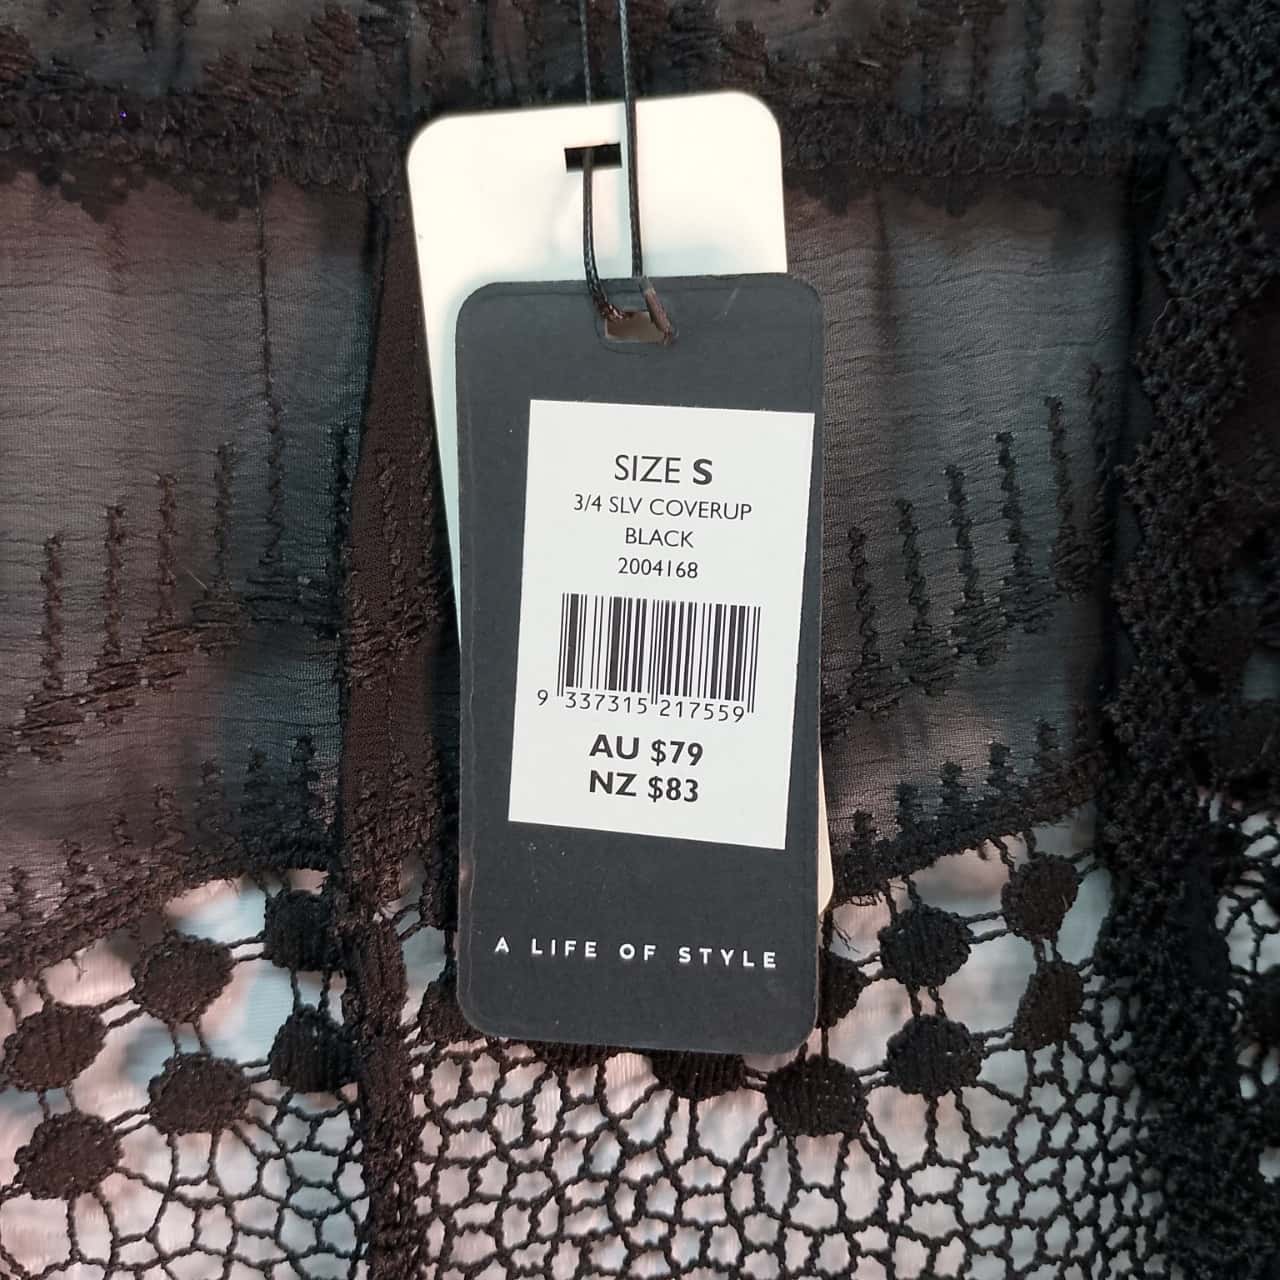 SIZE S
3/4 SLV COVERUP
BLACK
2004168
9 337315 217559
AU $79
NZ $83
A LIFE OF STYLE